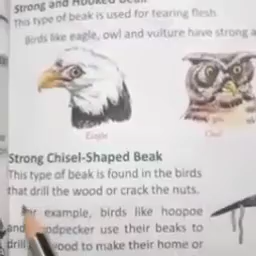 Strong and Hooked Beak
This type of beak is used for tearing flesh
Birds like eagle, owl and vulture have strong a
Eagle
Owl
Strong Chisel-Shaped Beak
This type of beak is found in the birds
that drill the wood or crack the nuts.
For example, birds like hoopoe
and odpecker use their beaks to
drill ood to make their home or